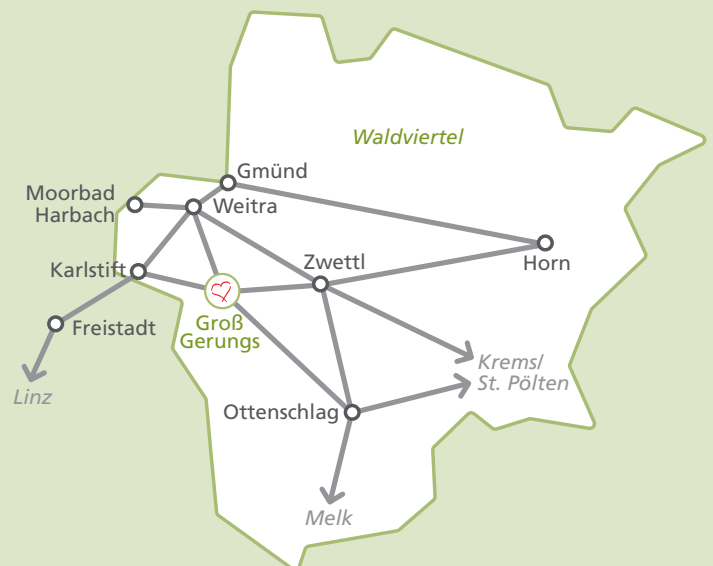 Waldviertel
Gmünd
Moorbad
Harbach
Weitra
Karlstift
Zwettl
Horn
Freistadt
Groß
Gerungs
Krems/
St. Pölten
Linz
Ottenschlag
Melk